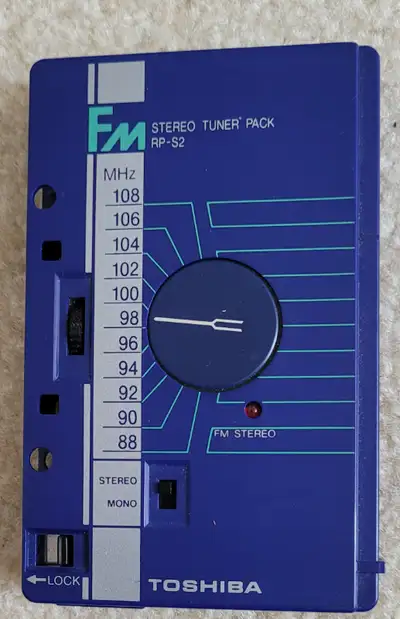 FM STEREO TUNER PACK
RP-S2
MHz
108
106
104
102
100
98
96
94
92
90
88
FM STEREO
STEREO
MONO
←LOCK
TOSHIBA